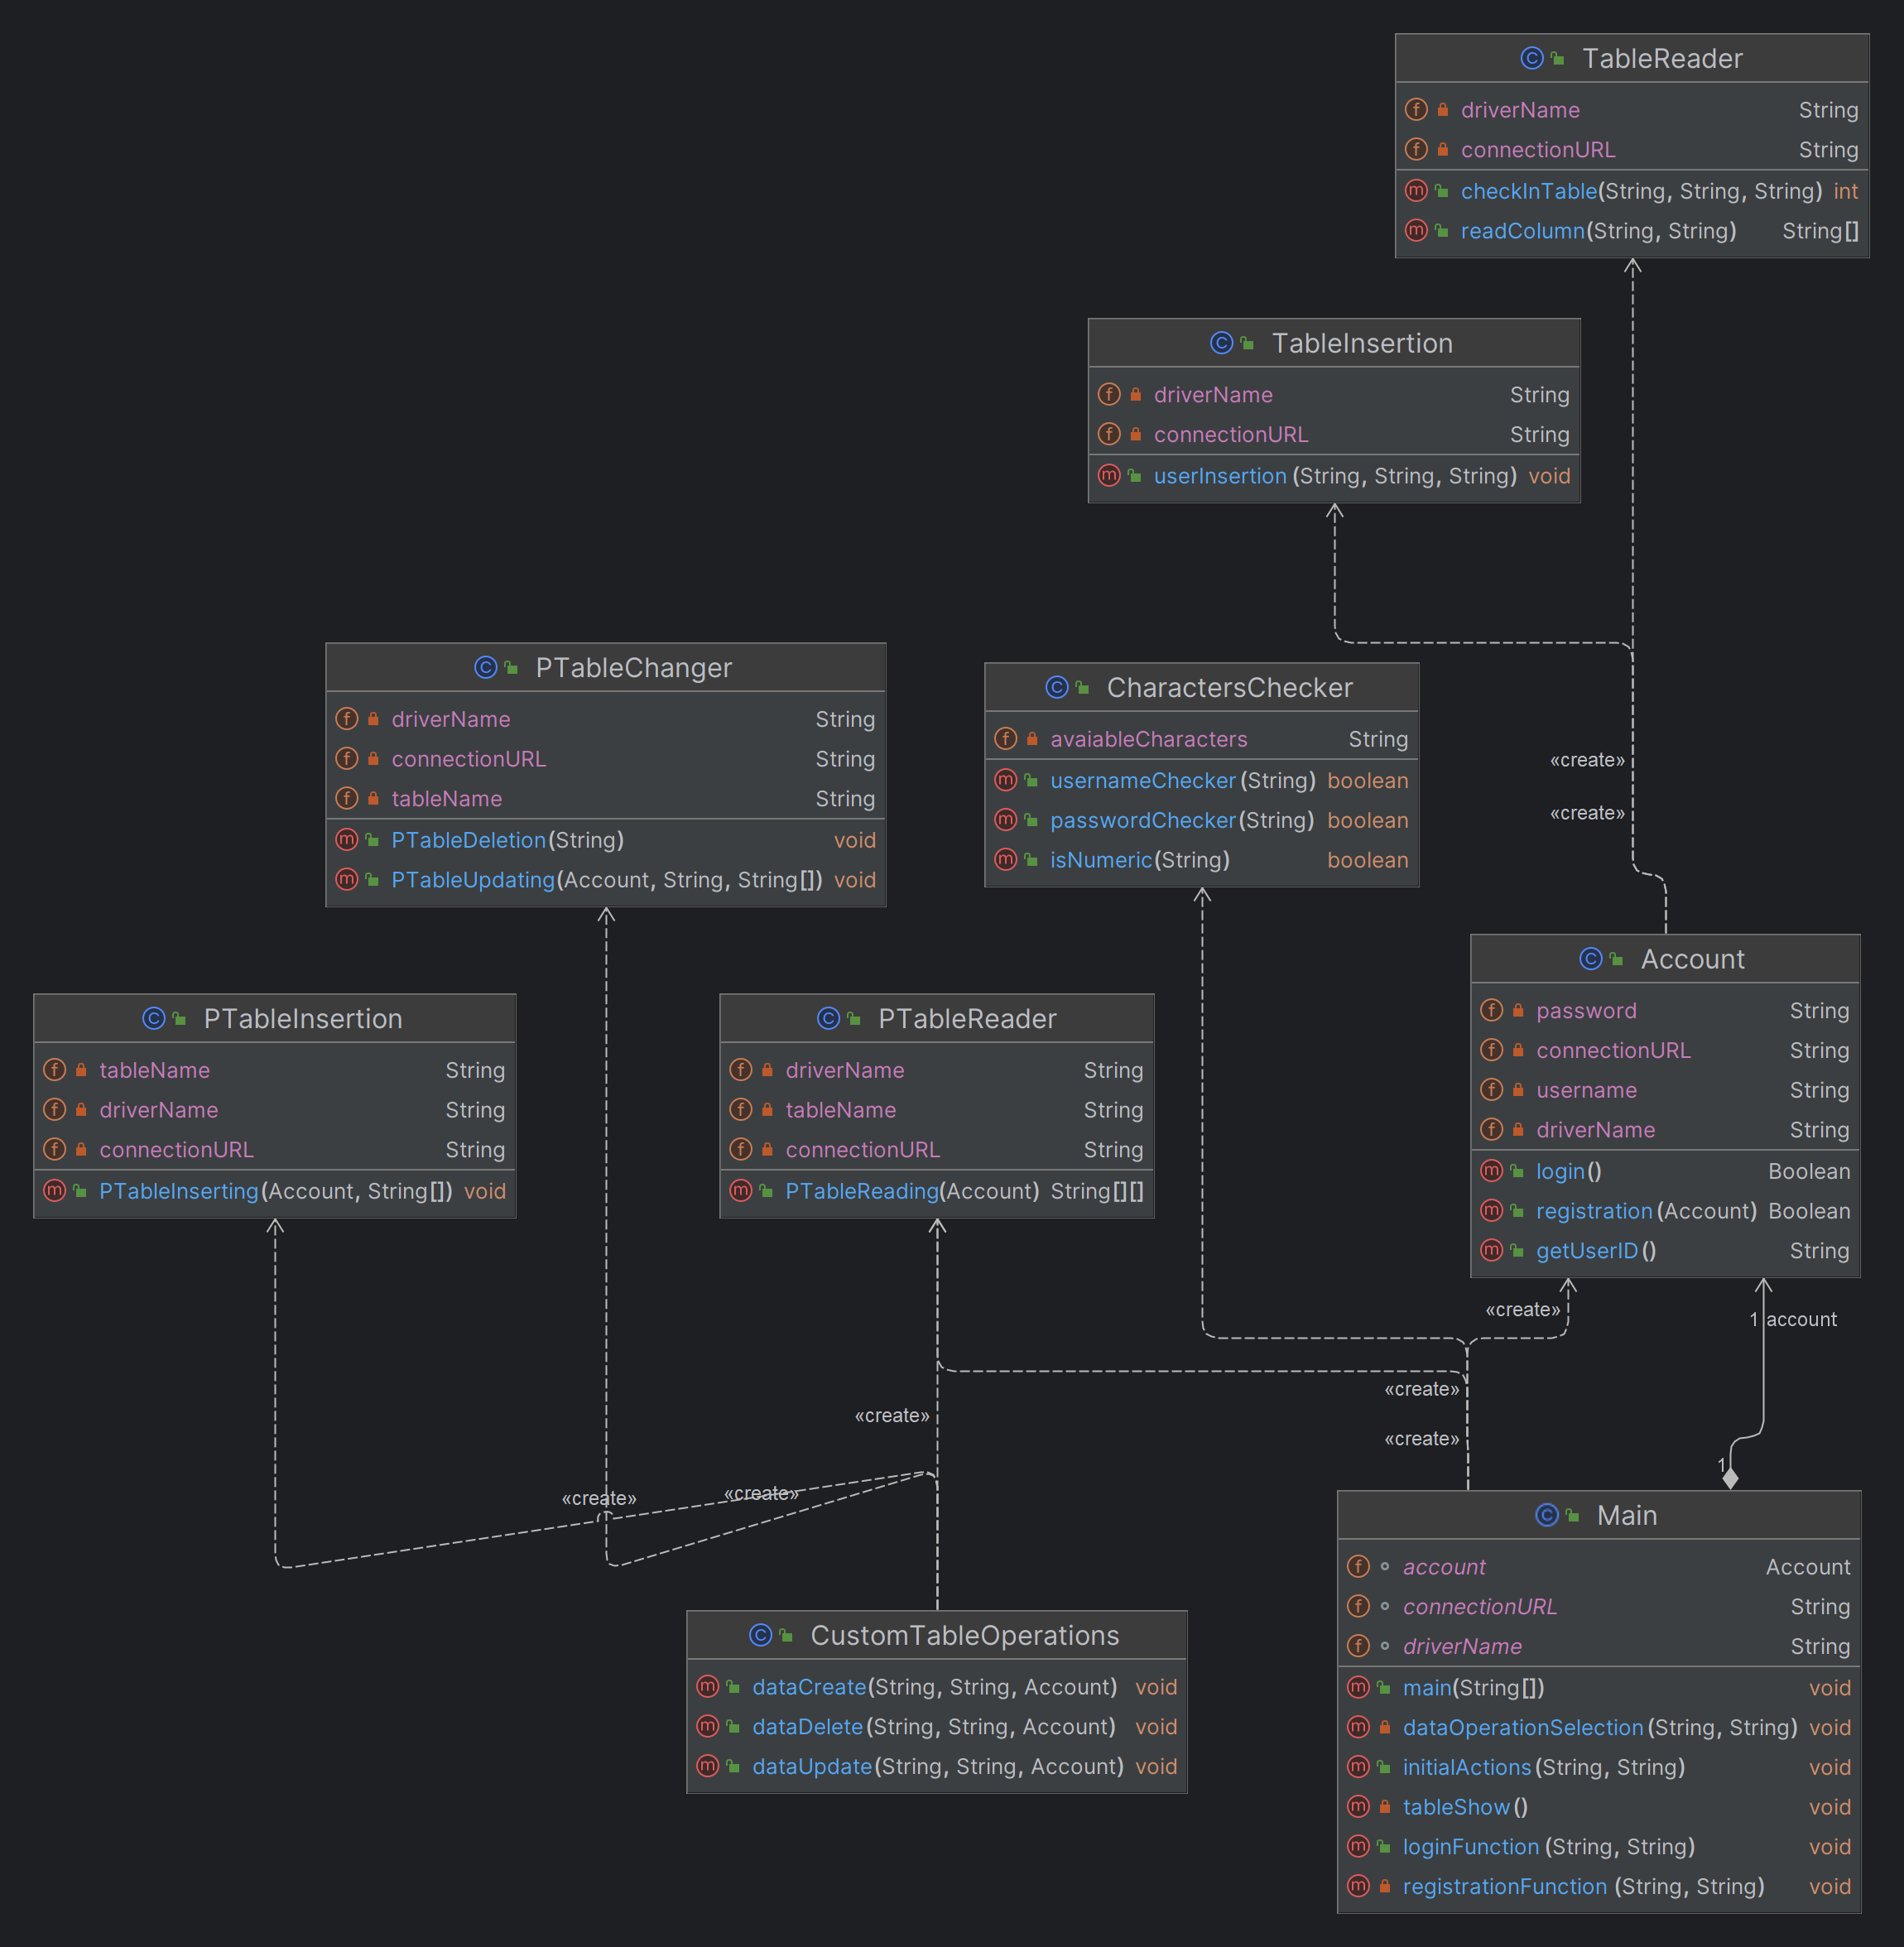 TableReader
driverName String
connectionURL String
checkInTable(String, String, String) int
readColumn(String, String) String[]
TableInsertion
driverName String
connectionURL String
userInsertion(String, String, String) void
PTableChanger
driverName String
connectionURL String
tableName String
PTableDeletion(String) void
PTableUpdating(Account, String, String[]) void
CharactersChecker
avaiableCharacters String
usernameChecker(String) boolean
passwordChecker(String) boolean
isNumeric(String) boolean
«create»
«create»
Account
password String
connectionURL String
username String
driverName String
login() Boolean
registration(Account) Boolean
getUserID() String
PTableInsertion
tableName String
driverName String
connectionURL String
PTableInserting(Account, String[]) void
PTableReader
driverName String
tableName String
connectionURL String
PTableReading(Account) String[][]
«create»
1 account
«create»
«create»
«create»
1
«create»
«create»
Main
account Account
connectionURL String
driverName String
main(String[]) void
dataOperationSelection(String, String) void
initialActions(String, String) void
tableShow() void
loginFunction(String, String) void
registrationFunction(String, String) void
CustomTableOperations
dataCreate(String, String, Account) void
dataDelete(String, String, Account) void
dataUpdate(String, String, Account) void